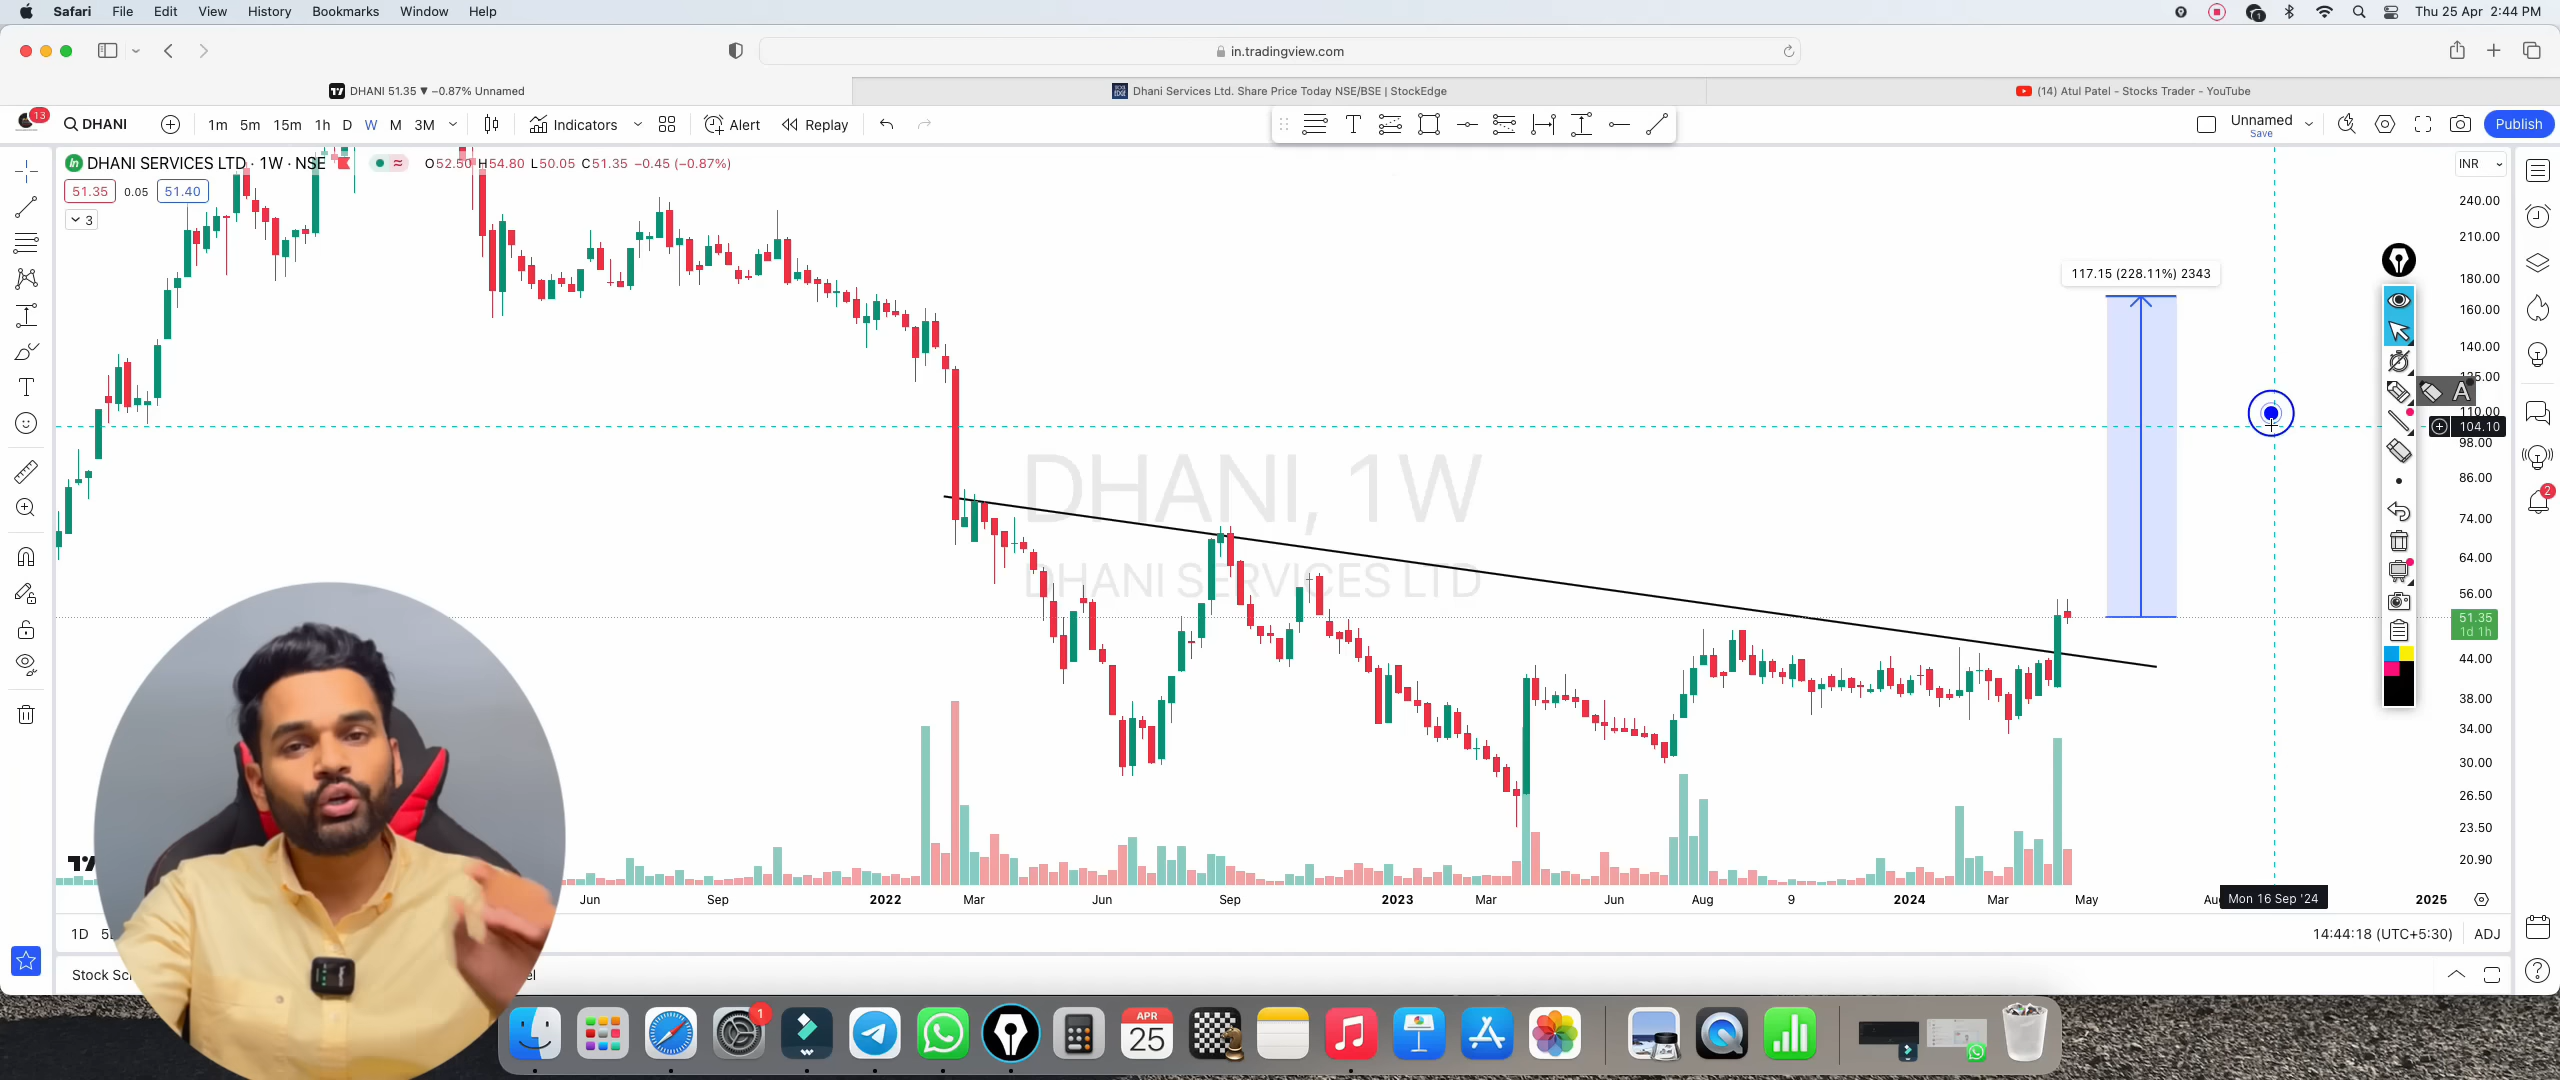 Safari File Edit View History Bookmarks Window Help
1
Thu 25 Apr 2:44 PM
in.tradingview.com
DHANI 51.35 ▼ −0.87% Unnamed
Dhani Services Ltd. Share Price Today NSE/BSE | StockEdge
(14) Atul Patel - Stocks Trader - YouTube
13
DHANI
1m 5m 15m 1h D W M 3M
Indicators
Alert
Replay
Unnamed
Save
Publish
DHANI SERVICES LTD · 1W · NSE
O52.50 H54.80 L50.05 C51.35 −0.45 (−0.87%)
INR
51.35 0.05 51.40
3
240.00
210.00
117.15 (228.11%) 2343
180.00
160.00
140.00
125.00
A
110.00
104.10
98.00
DHANI, 1W
86.00
74.00
64.00
DHANI SERVICES LTD
56.00
51.35
1d 1h
44.00
38.00
34.00
30.00
26.50
23.50
20.90
2
Jun Sep 2022 Mar Jun Sep 2023 Mar Jun Aug 9 2024 Mar May Mon 16 Sep '24 2025
1D
14:44:18 (UTC+5:30) ADJ
Stock
1
APR
25